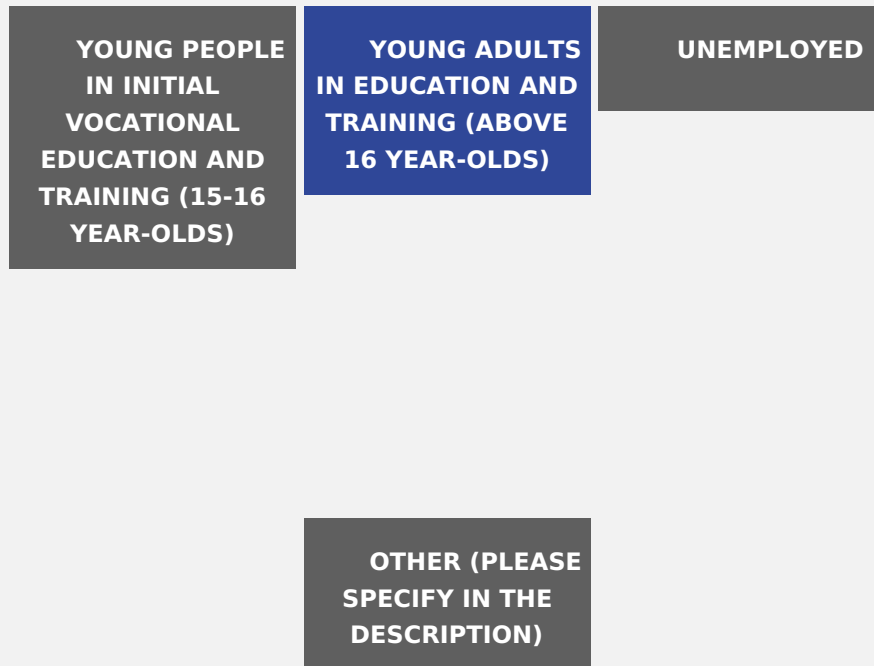 YOUNG PEOPLE
IN INITIAL
VOCATIONAL
EDUCATION AND
TRAINING (15-16
YEAR-OLDS)
YOUNG ADULTS
IN EDUCATION AND
TRAINING (ABOVE
16 YEAR-OLDS)
UNEMPLOYED
OTHER (PLEASE
SPECIFY IN THE
DESCRIPTION)